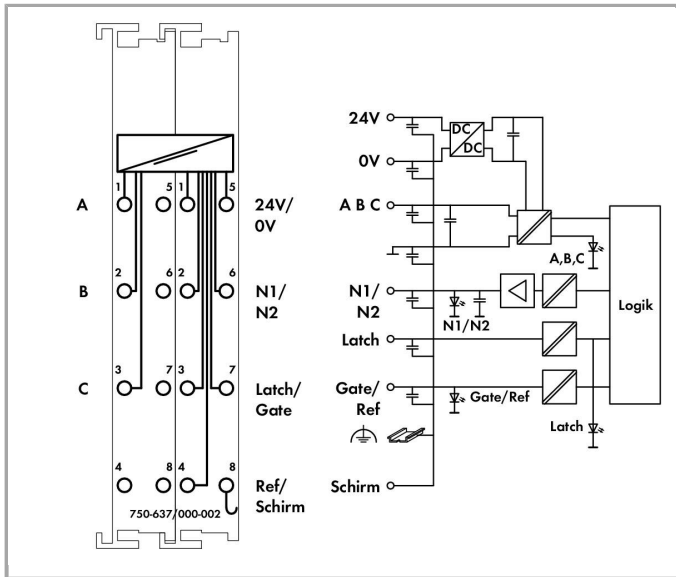 1 5 1 5
A 24V/
0V
2 6 2 6
B N1/
N2
3 7 3 7
C Latch/
Gate
4 8 4 8
Ref/
Schirm
750-637/000-002
24V
DC
DC
0V
A B C
A,B,C
N1/
N2
N1/N2
Logik
Latch
Gate/
Ref
Gate/Ref
Latch
Schirm